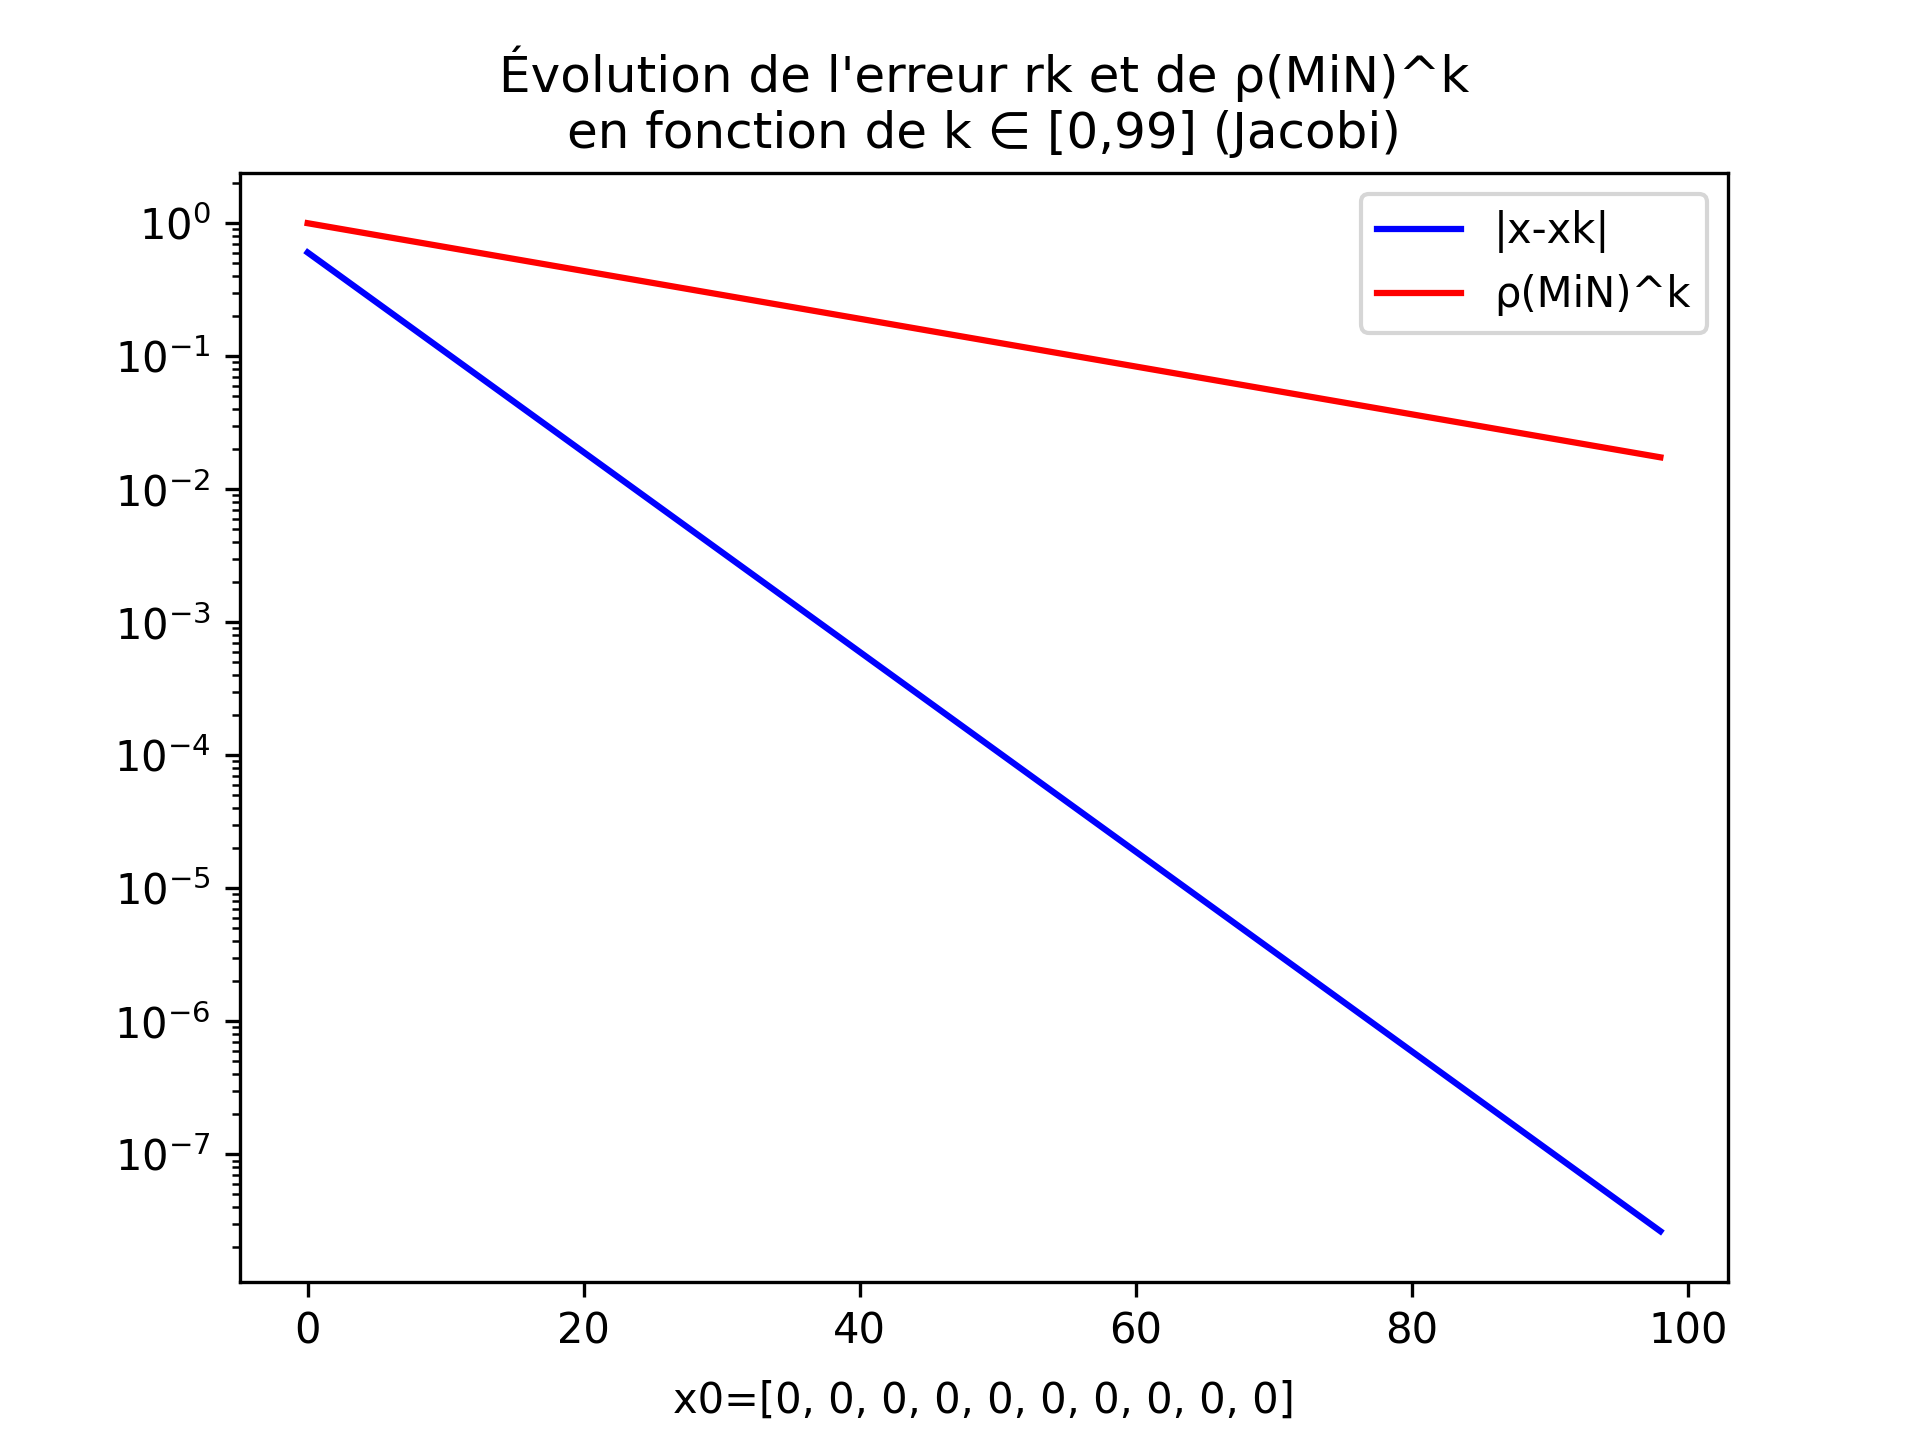 Évolution de l'erreur rk et de ρ(MiN)^k
en fonction de k ∈ [0,99] (Jacobi)
|x-xk|
ρ(MiN)^k
10⁰
10⁻¹
10⁻²
10⁻³
10⁻⁴
10⁻⁵
10⁻⁶
10⁻⁷
0 20 40 60 80 100
x0=[0, 0, 0, 0, 0, 0, 0, 0, 0, 0]